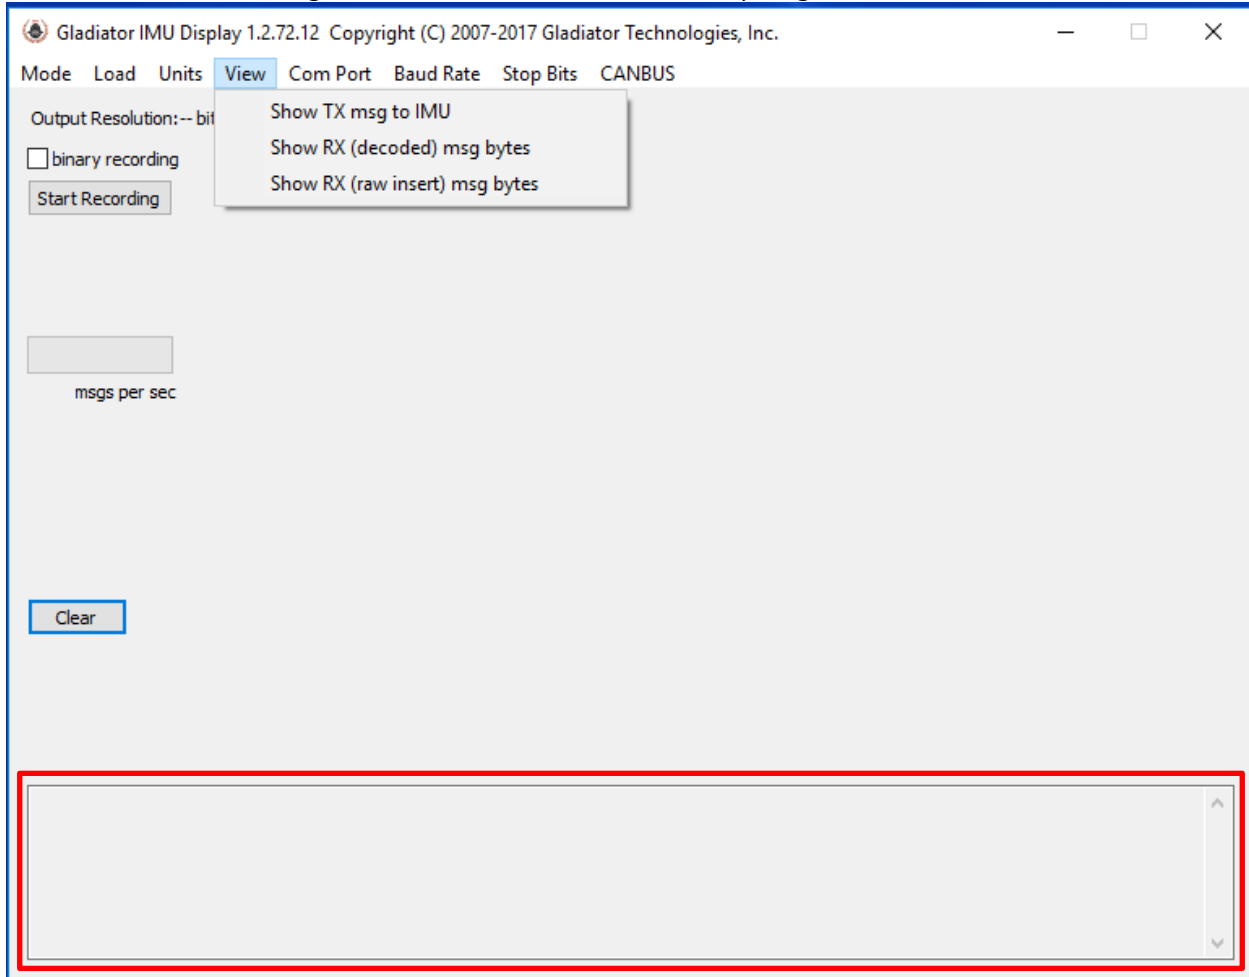 Gladiator IMU Display 1.2.72.12 Copyright (C) 2007-2017 Gladiator Technologies, Inc.
Mode Load Units View Com Port Baud Rate Stop Bits CANBUS
Output Resolution:-- bit
Show TX msg to IMU
binary recording
Show RX (decoded) msg bytes
Start Recording
Show RX (raw insert) msg bytes
msgs per sec
Clear